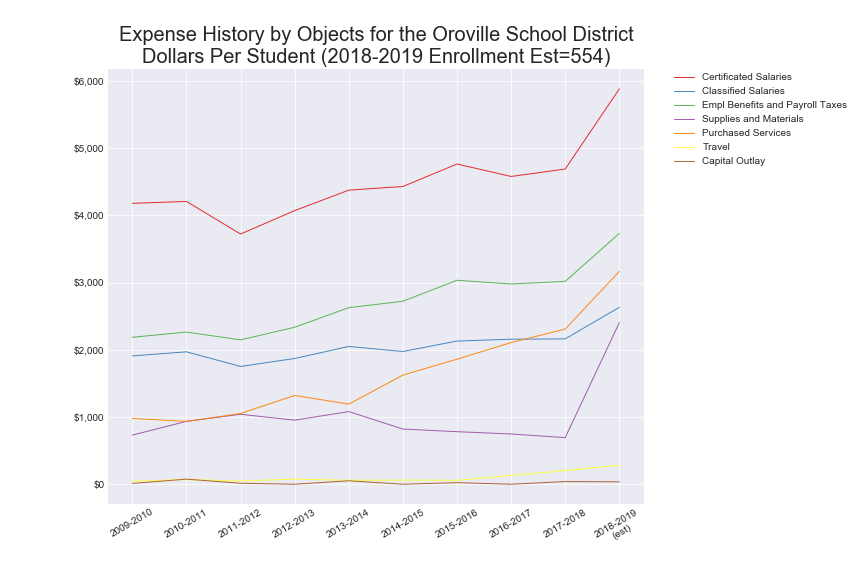 Expense History by Objects for the Oroville School District
Dollars Per Student (2018-2019 Enrollment Est=554)
$6,000
$5,000
$4,000
$3,000
$2,000
$1,000
$0
2009-2010
2010-2011
2011-2012
2012-2013
2013-2014
2014-2015
2015-2016
2016-2017
2017-2018
2018-2019
(est)
Certificated Salaries
Classified Salaries
Empl Benefits and Payroll Taxes
Supplies and Materials
Purchased Services
Travel
Capital Outlay